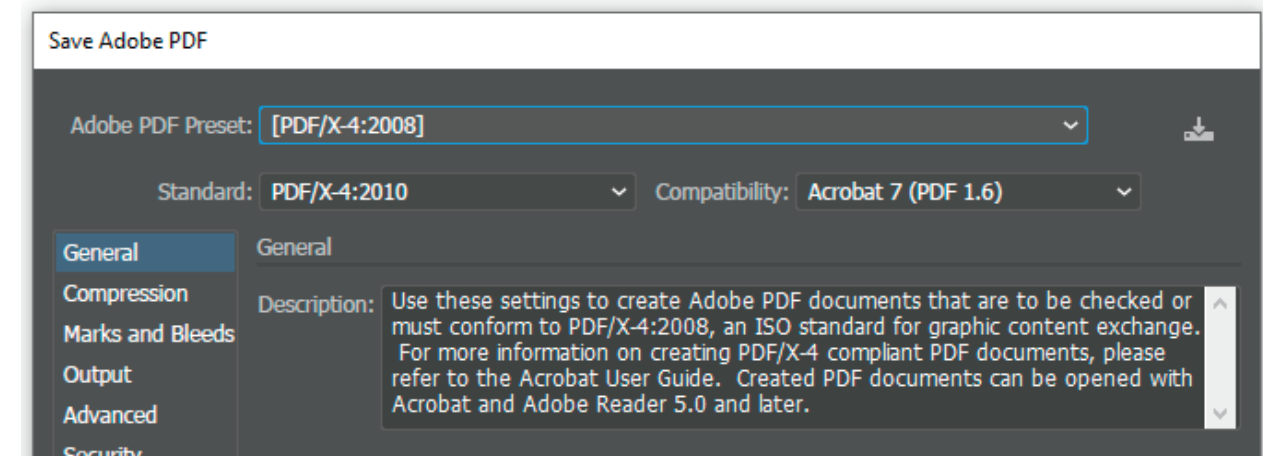 Save Adobe PDF
Adobe PDF Preset: [PDF/X-4:2008]
Standard: PDF/X-4:2010 Compatibility: Acrobat 7 (PDF 1.6)
General
Compression
Marks and Bleeds
Output
Advanced
Security
General
Description: Use these settings to create Adobe PDF documents that are to be checked or
must conform to PDF/X-4:2008, an ISO standard for graphic content exchange.
For more information on creating PDF/X-4 compliant PDF documents, please
refer to the Acrobat User Guide.  Created PDF documents can be opened with
Acrobat and Adobe Reader 5.0 and later.